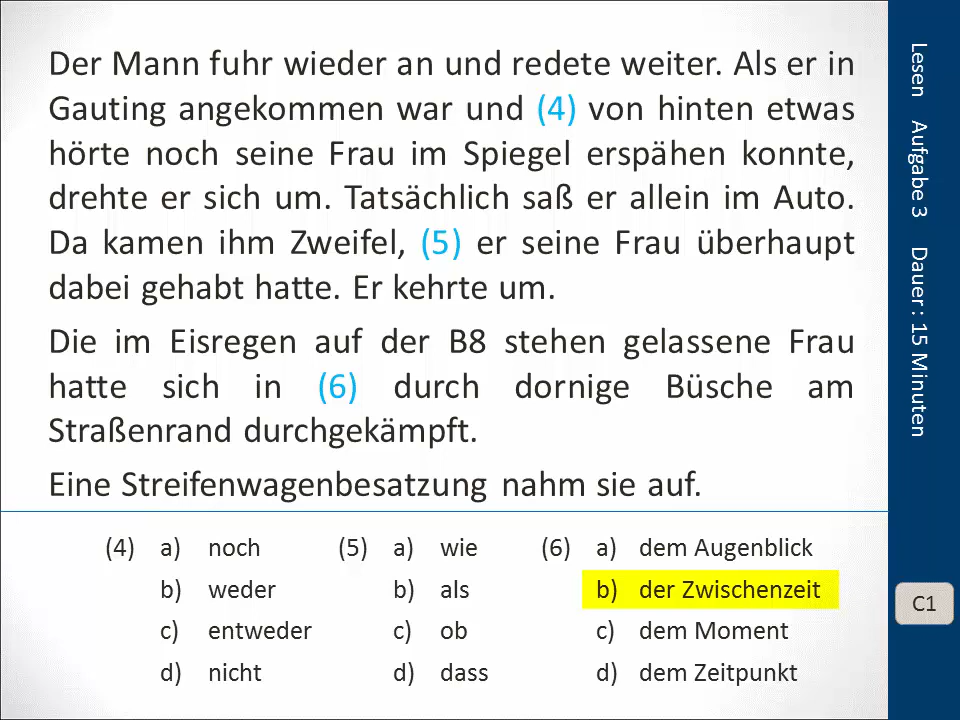 Der Mann fuhr wieder an und redete weiter. Als er in
Gauting angekommen war und (4) von hinten etwas
hörte noch seine Frau im Spiegel erspähen konnte,
drehte er sich um. Tatsächlich saß er allein im Auto.
Da kamen ihm Zweifel, (5) er seine Frau überhaupt
dabei gehabt hatte. Er kehrte um.
Die im Eisregen auf der B8 stehen gelassene Frau
hatte sich in (6) durch dornige Büsche am
Straßenrand durchgekämpft.
Eine Streifenwagenbesatzung nahm sie auf.
(4) a) noch (5) a) wie (6) a) dem Augenblick
b) weder b) als b) der Zwischenzeit
c) entweder c) ob c) dem Moment
d) nicht d) dass d) dem Zeitpunkt
Lesen Aufgabe 3 Dauer : 15 Minuten
C1